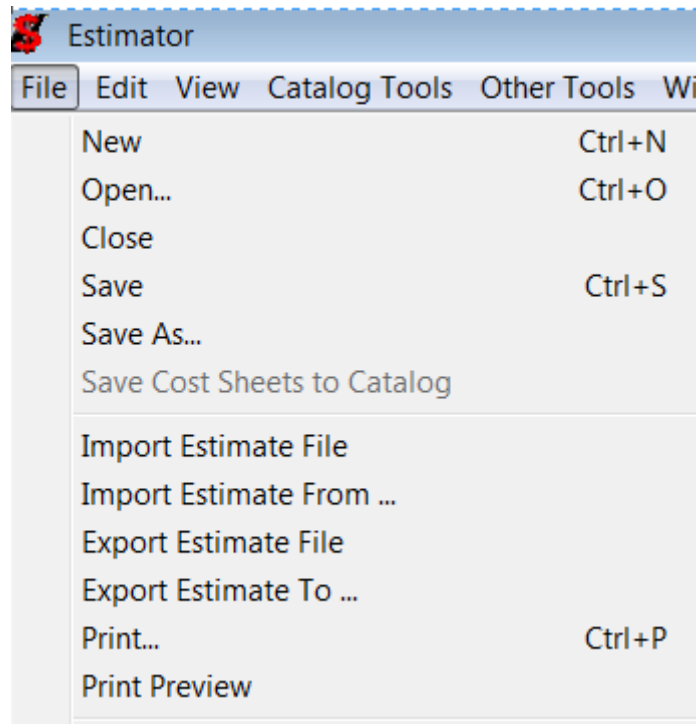 Estimator
File Edit View Catalog Tools Other Tools Wi
New Ctrl+N
Open... Ctrl+O
Close
Save Ctrl+S
Save As...
Save Cost Sheets to Catalog
Import Estimate File
Import Estimate From ...
Export Estimate File
Export Estimate To ...
Print... Ctrl+P
Print Preview